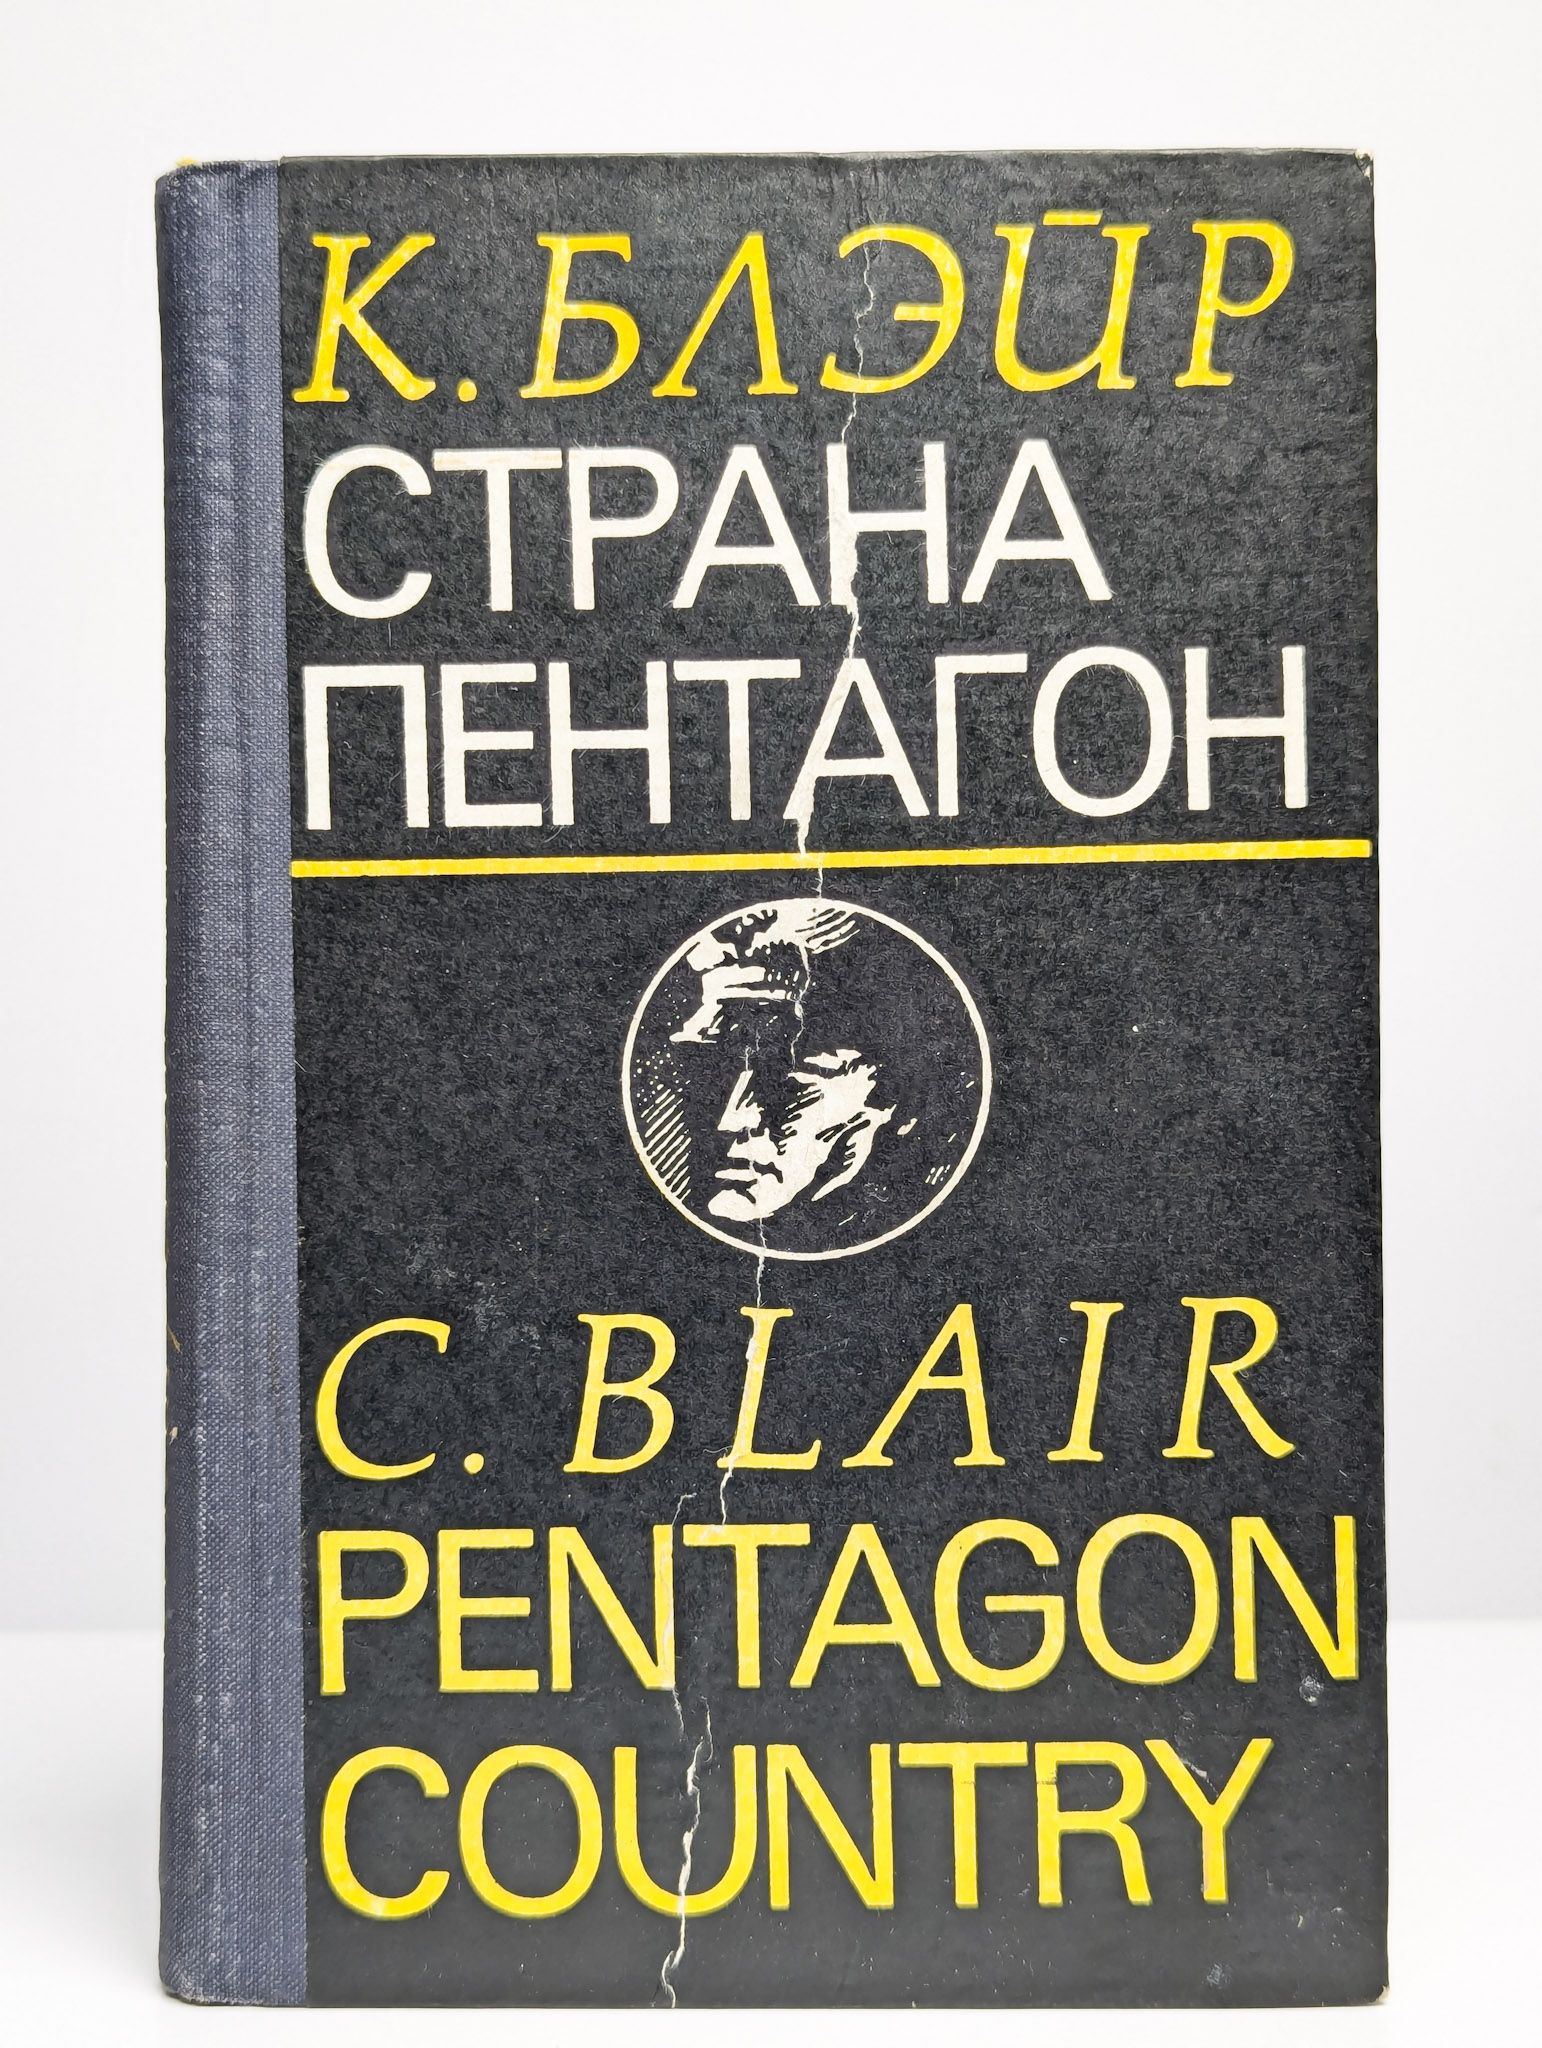 К. БЛЭЙР
СТРАНА
ПЕНТАГОН
C. BLAIR
PENTAGON
COUNTRY